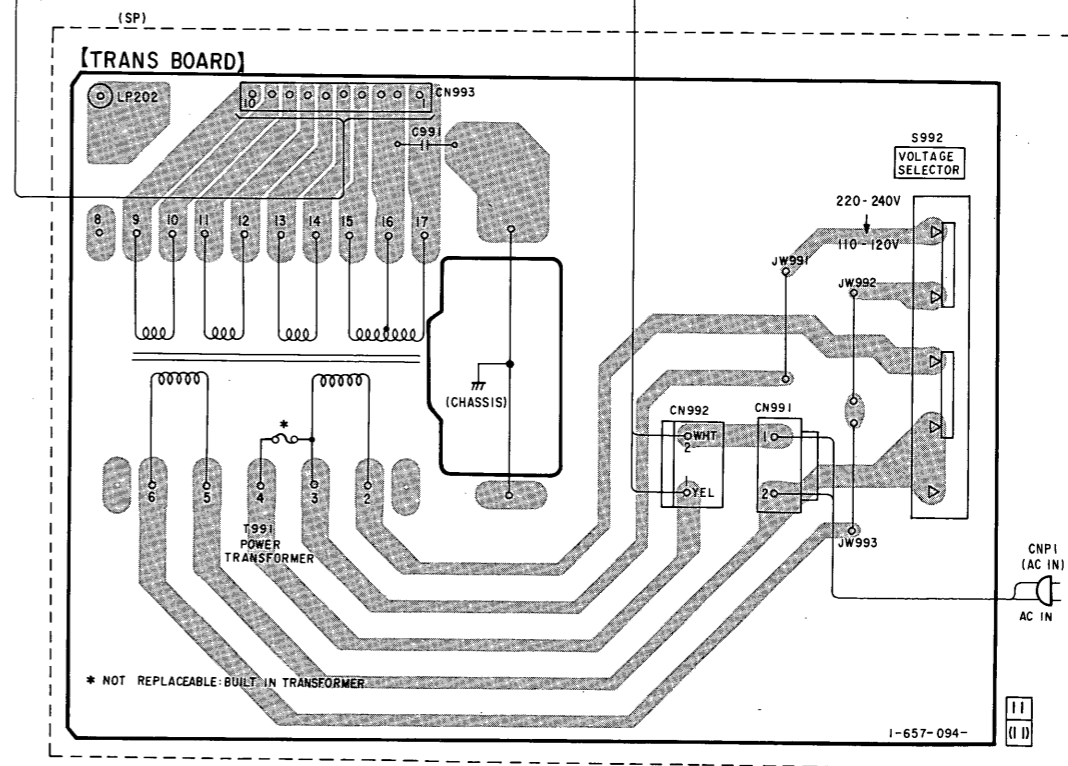 (SP)
【TRANS BOARD】
LP202
10
1
CN993
C991
S992
VOLTAGE
SELECTOR
220-240V
110-120V
8 9 10 11 12 13 14 15 16 17
JW991
JW992
(CHASSIS)
CN992
CN991
*
WHT
2
1
1
YEL
2
6 5 4 3 2
T991
POWER
TRANSFORMER
JW993
CNP1
(AC IN)
AC IN
* NOT REPLACEABLE: BUILT IN TRANSFORMER
1-657-094-
11
(11)